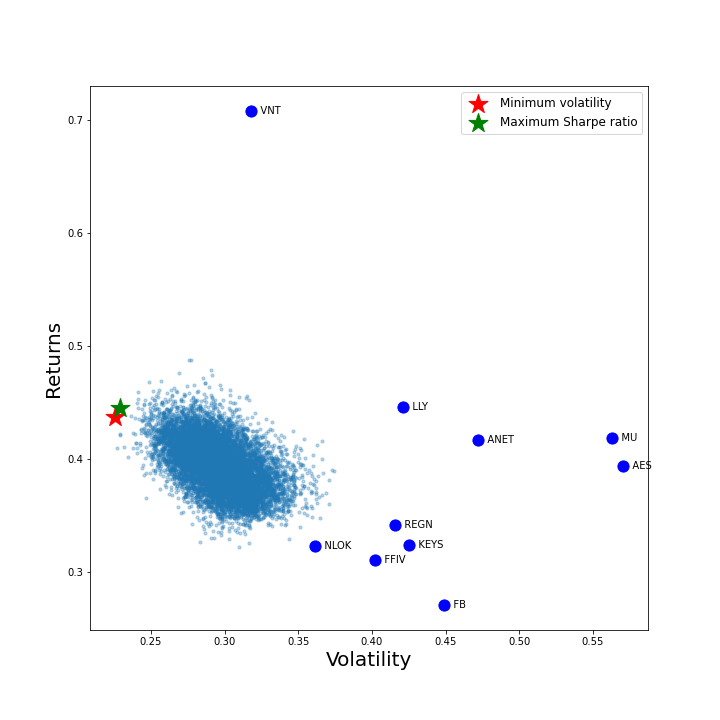 VNT
Minimum volatility
Maximum Sharpe ratio
0.7
0.6
0.5
0.4
0.3
Returns
LLY
ANET
MU
AES
REGN
KEYS
NLOK
FFIV
FB
0.25 0.30 0.35 0.40 0.45 0.50 0.55
Volatility